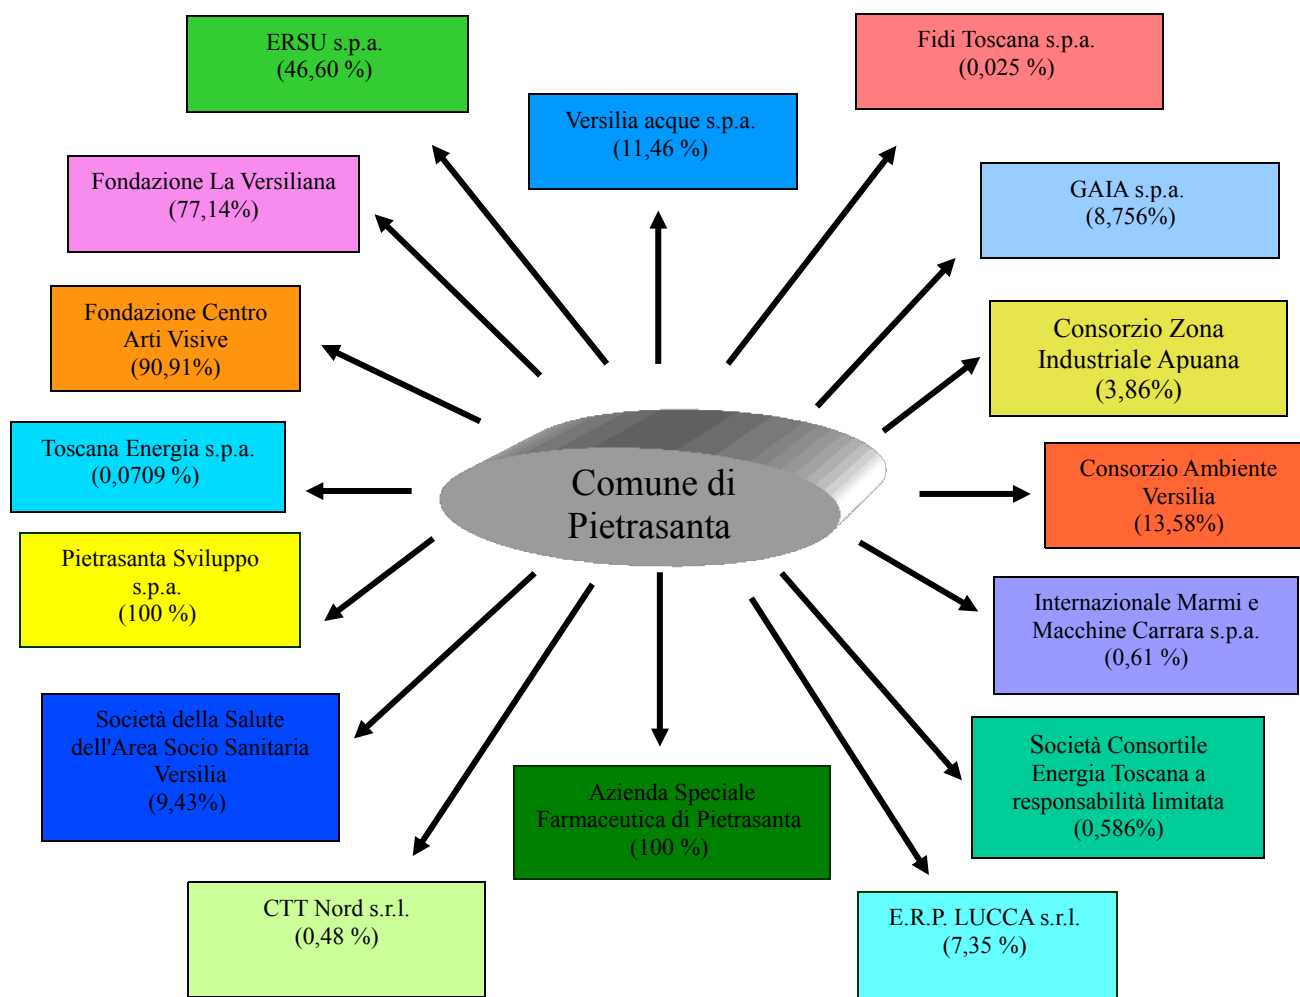 ERSU s.p.a.
(46,60 %)
Fidi Toscana s.p.a.
(0,025 %)
Versilia acque s.p.a.
(11,46 %)
Fondazione La Versiliana
(77,14%)
GAIA s.p.a.
(8,756%)
Fondazione Centro
Arti Visive
(90,91%)
Consorzio Zona
Industriale Apuana
(3,86%)
Toscana Energia s.p.a.
(0,0709 %)
Comune di
Pietrasanta
Consorzio Ambiente
Versilia
(13,58%)
Pietrasanta Sviluppo
s.p.a.
(100 %)
Internazionale Marmi e
Macchine Carrara s.p.a.
(0,61 %)
Società della Salute
dell'Area Socio Sanitaria
Versilia
(9,43%)
Società Consortile
Energia Toscana a
responsabilità limitata
(0,586%)
Azienda Speciale
Farmaceutica di Pietrasanta
(100 %)
CTT Nord s.r.l.
(0,48 %)
E.R.P. LUCCA s.r.l.
(7,35 %)